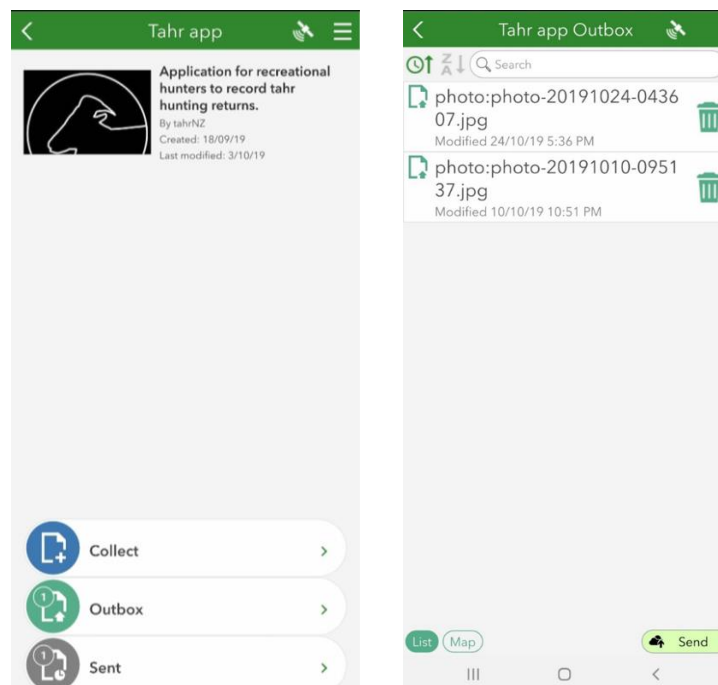 Tahr app
Application for recreational
hunters to record tahr
hunting returns.
By tahrNZ
Created: 18/09/19
Last modified: 3/10/19
Collect
1
Outbox
1
Sent
Tahr app Outbox
Z
A
Search
photo:photo-20191024-0436
07.jpg
Modified 24/10/19 5:36 PM
photo:photo-20191010-0951
37.jpg
Modified 10/10/19 10:51 PM
List
Map
Send